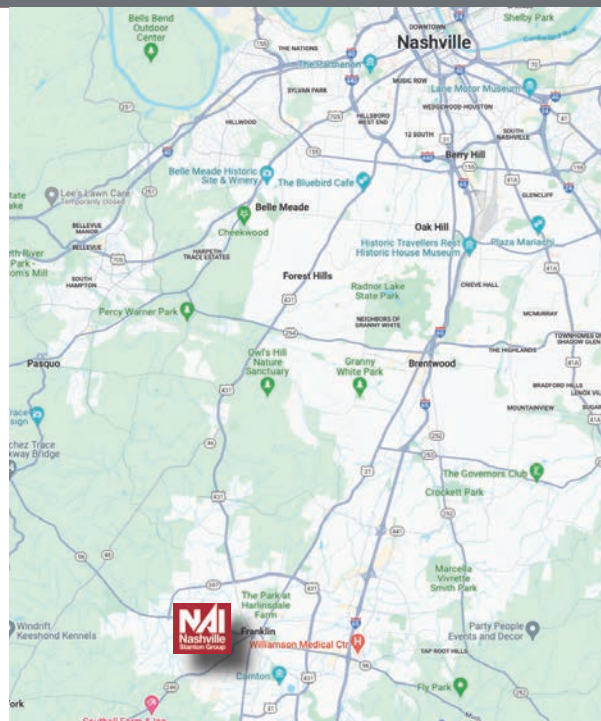 Bells Bend
Outdoor
Center
DOWNTOWN
Shelby Park
Nashville
THE NATIONS
The Parthenon
MUSIC ROW
Lane Motor Museum
SYLVAN PARK
HILLSBORO
WEST END
WEDGEWOOD-HOUSTON
HILLWOOD
12 SOUTH
SOUTH
NASHVILLE
Berry Hill
Belle Meade Historic
Site & Winery
The Bluebird Cafe
GLENCLIFF
Lee's Lawn Care
Temporarily closed
Belle Meade
BELLEVUE
MANOR
BELLEVUE
Cheekwood
HARPETH
TRACE ESTATES
Oak Hill
Historic Travellers Rest
Historic House Museum
Plaza Mariachi
SOUTH
HAMPTON
Forest Hills
Radnor Lake
State Park
CRIEVE HALL
Percy Warner Park
NEIGHBORS OF
GRANNY WHITE
MCMURRAY
TOWNHOMES OF
SHADOW GLEN
THE HIGHLANDS
Pasquo
Owl's Hill
Nature
Sanctuary
Granny
White Park
Brentwood
BRADFORD HILLS
MOUNTAINVIEW
The Governors Club
Crockett Park
Marcella
Vivrette
Smith Park
The Park at
Harlinsdale
Farm
NAI
Nashville
Stanton Group
Franklin
Williamson Medical Ctr
Windrift
Keeshond Kennels
Party People
Events and Decor
TAP ROOT HILLS
Carnton
Fly Park